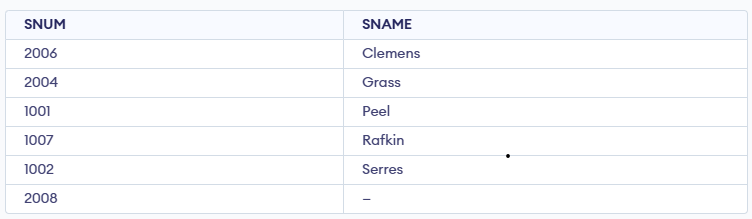 SNUM SNAME
2006 Clemens
2004 Grass
1001 Peel
1007 Rafkin
1002 Serres
2008 –